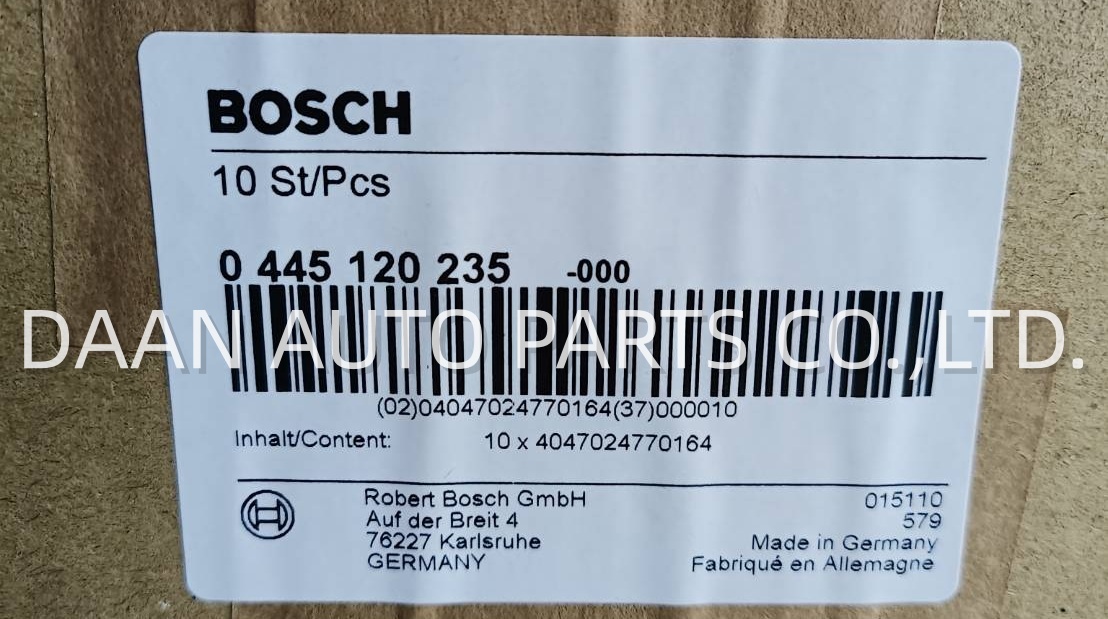 BOSCH
10 St/Pcs
0 445 120 235 -000
DAAN AUTO PARTS CO.,LTD.
(02)04047024770164(37)000010
Inhalt/Content: 10 x 4047024770164
Robert Bosch GmbH
Auf der Breit 4
76227 Karlsruhe
GERMANY
015110
579
Made in Germany
Fabriqué en Allemagne